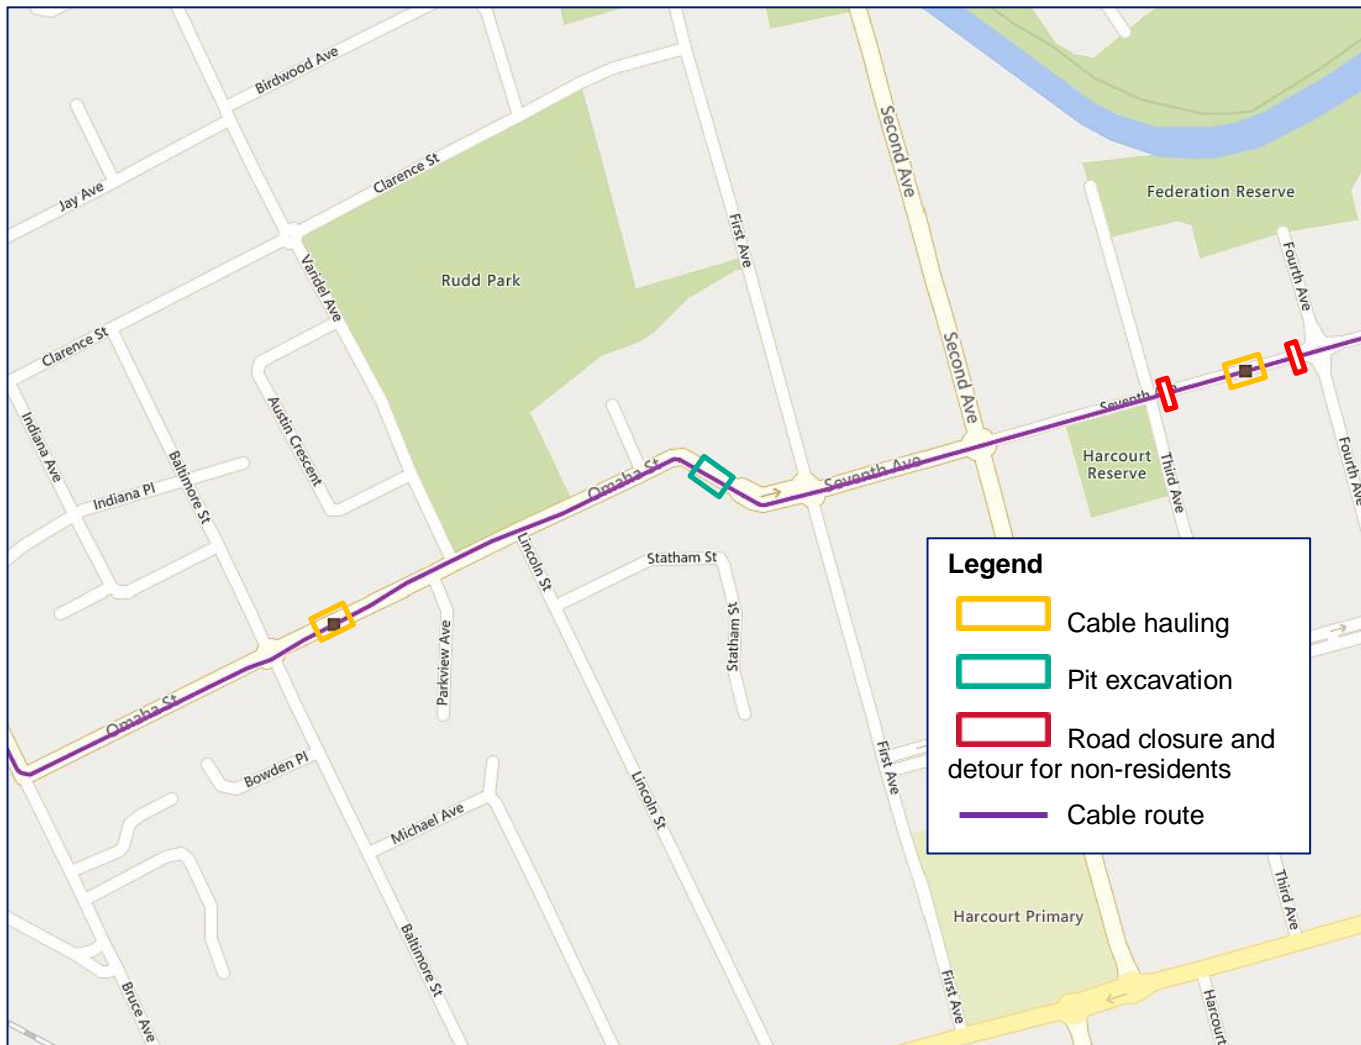 Birdwood Ave
Second Ave
Jay Ave
Clarence St
Federation Reserve
First Ave
Rudd Park
Varidel Ave
Fourth Ave
Clarence St
Second Ave
Indiana Ave
Austin Crescent
Seventh Ave
Baltimore St
Harcourt
Reserve
Fourth Ave
Indiana Pl
Omaha St
Seventh Ave
Third Ave
Lincoln St
Statham St
Statham St
Parkview Ave
Omaha St
Bowden Pl
First Ave
Lincoln St
Michael Ave
Legend
Cable hauling
Pit excavation
Road closure and
detour for non-residents
Cable route
Third Ave
Harcourt Primary
Baltimore St
Bruce Ave
First Ave
Harcourt